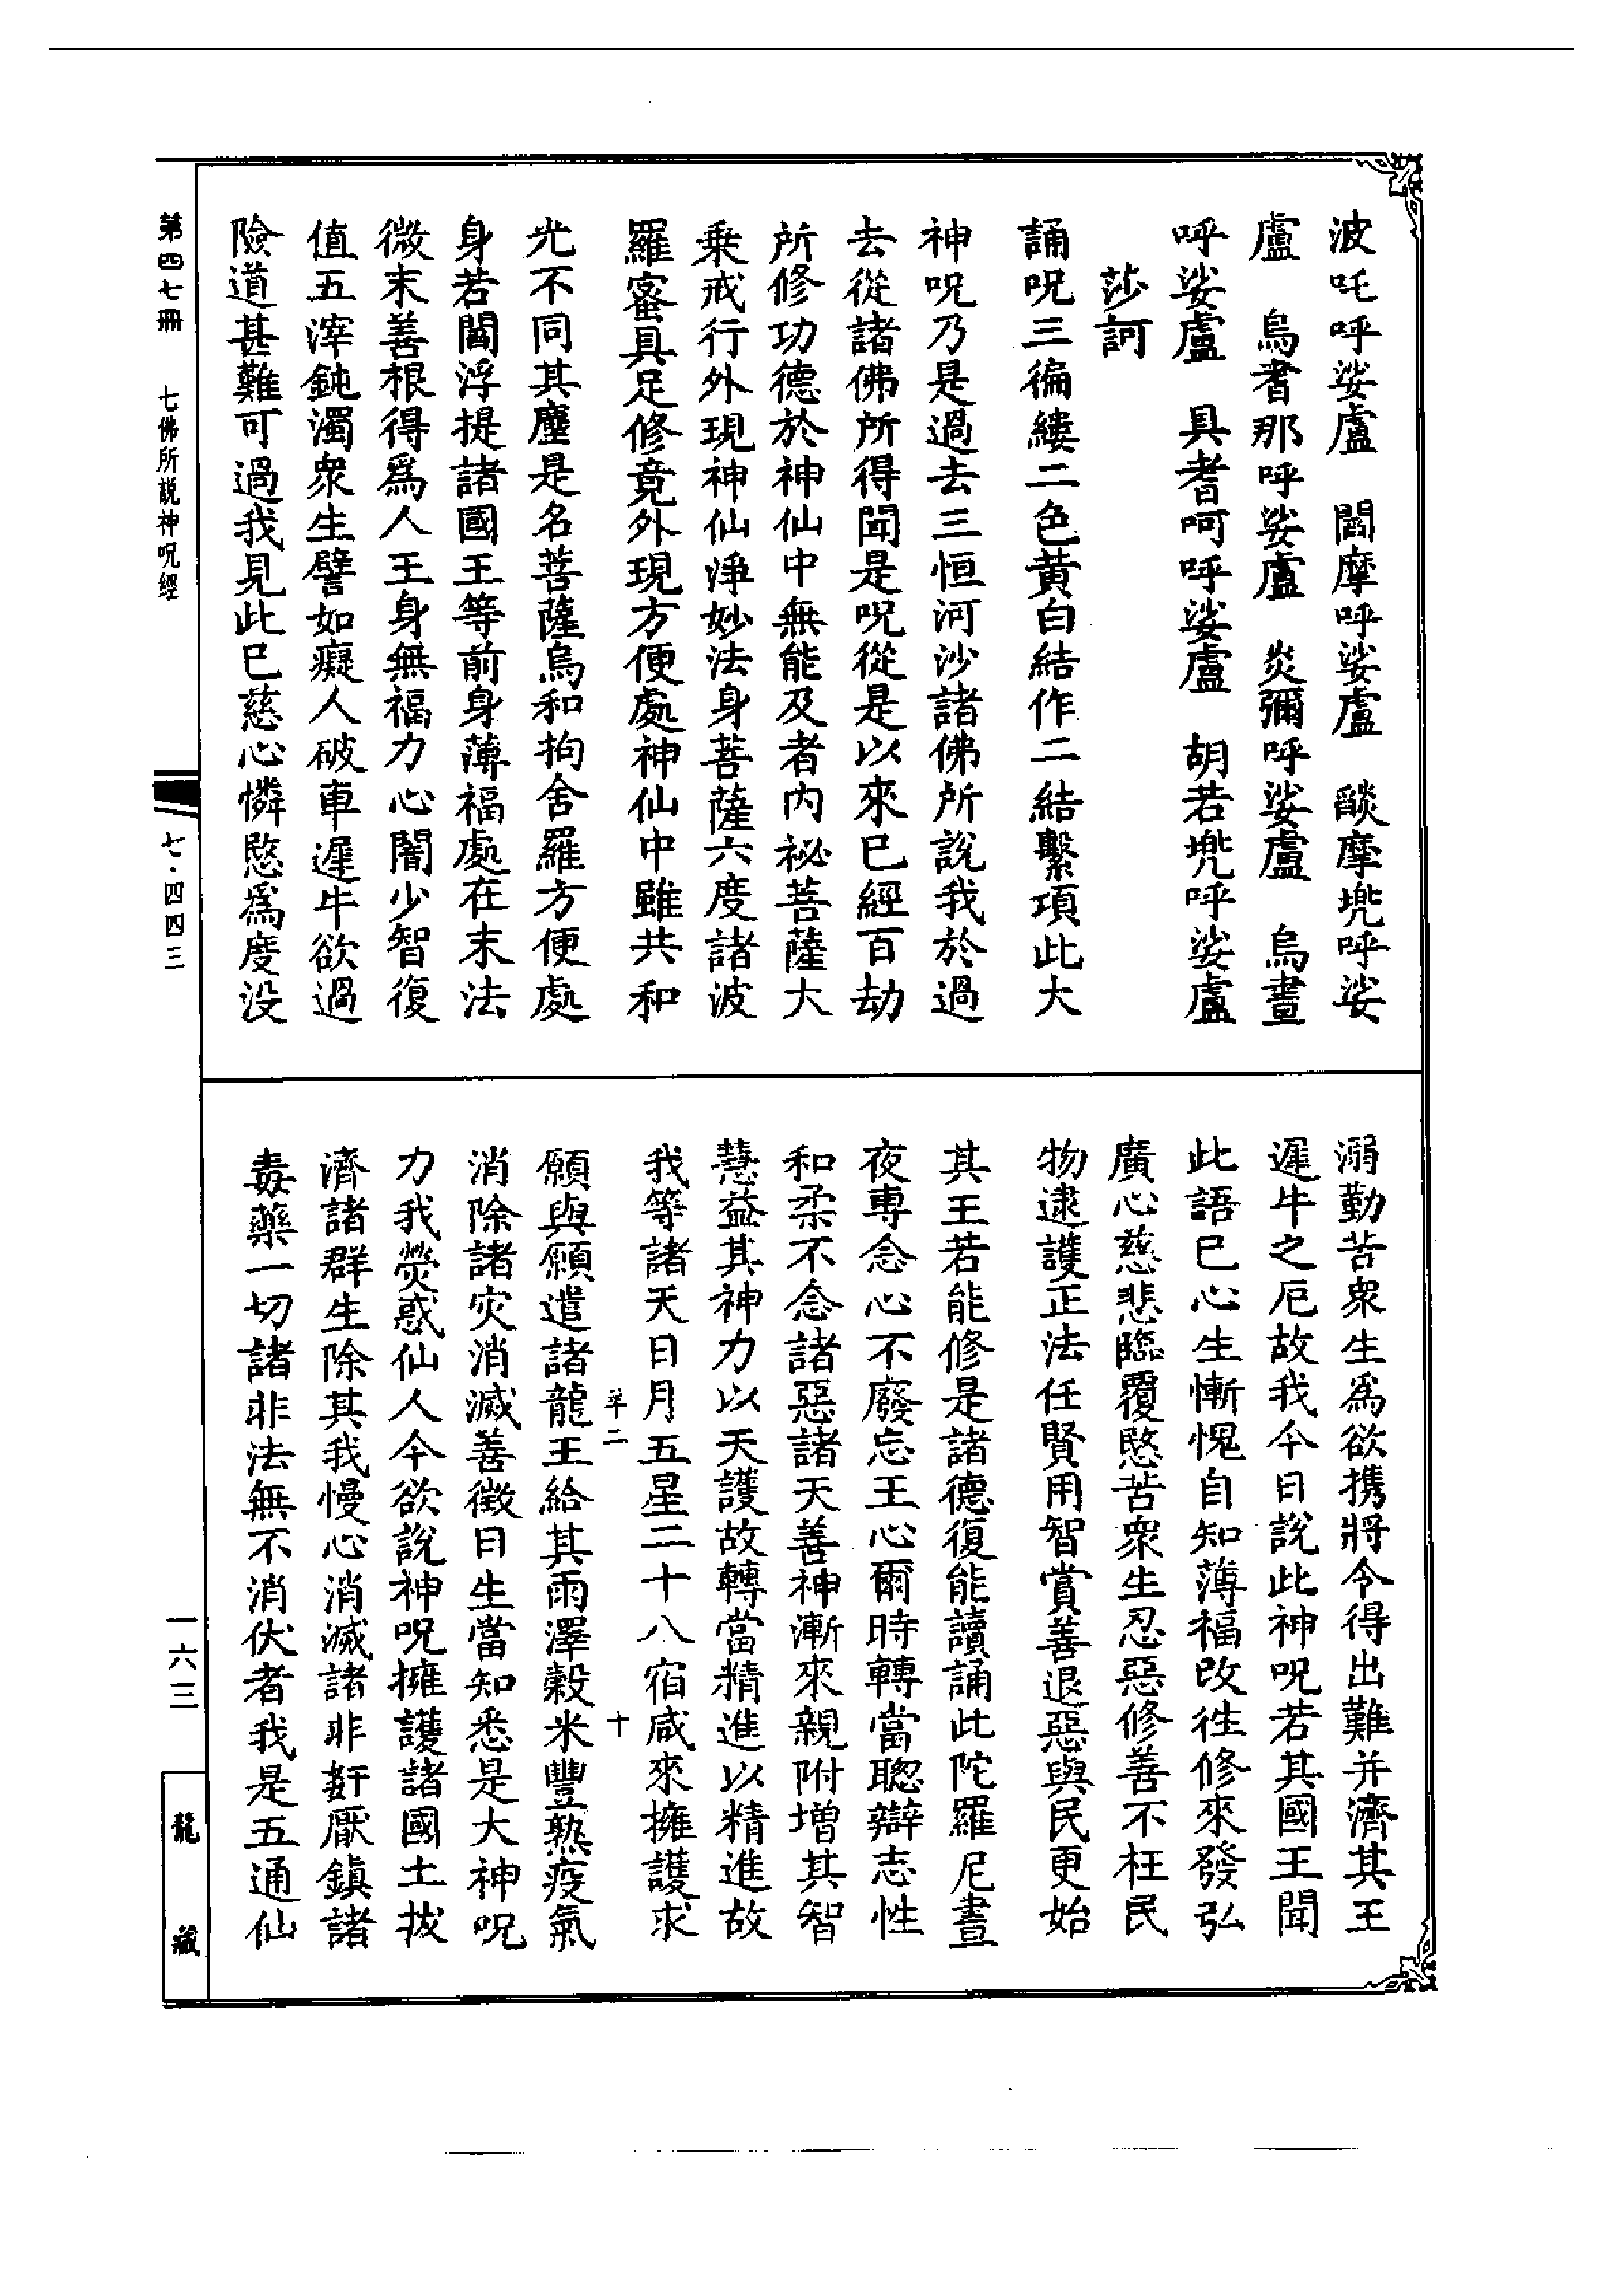 波吒呼娑盧　閻摩呼娑盧　燄摩兜呼娑
盧　烏耆那呼娑盧　炎彌呼娑盧　烏晝
呼娑盧　具耆呵呼娑盧　胡若兜呼娑盧
莎訶
誦呪三徧縷二色黃白結作二結繫項此大
神呪乃是過去三恒河沙諸佛所說我於過
去從諸佛所得聞是呪從是以來已經百劫
所修功德於神仙中無能及者內祕菩薩大
乗戒行外現神仙淨妙法身菩薩六度諸波
羅蜜具足修竟外現方便處神仙中雖共和
光不同其塵是名菩薩烏和拘舍羅方便處
身若閻浮提諸國王等前身薄福處在末法
微末善根得爲人王身無福力心闇少智復
值五滓鈍濁衆生譬如癡人破車遲牛欲過
險道甚難可過我見此已慈心憐愍爲度没
溺勤苦衆生爲欲携將令得出難并濟其王
遲牛之厄故我今日說此神呪若其國王聞
此語已心生慚愧自知薄福改徃修來發弘
廣心慈悲臨覆愍苦衆生忍惡修善不枉民
物逮護正法任賢用智賞善退惡與民更始
其王若能修是諸德復能讀誦此陀羅尼晝
夜専念心不廢忘王心爾時轉當聰辯志性
和柔不念諸惡諸天善神漸來親附增其智
慧益其神力以天護故轉當精進以精進故
我等諸天日月五星二十八宿咸來擁護求
十
願與願遣諸龍王給其雨澤穀米豐熟疫氣
消除諸灾消滅善徵日生當知悉是大神呪
力我熒惑仙人今欲說神呪擁護諸國土拔
濟諸群生除其我慢心消滅諸非姧厭鎮諸
毒藥一切諸非法無不消伏者我是五通仙
第四七冊　七佛所説神呪經
七·四四三
一六三
龍藏